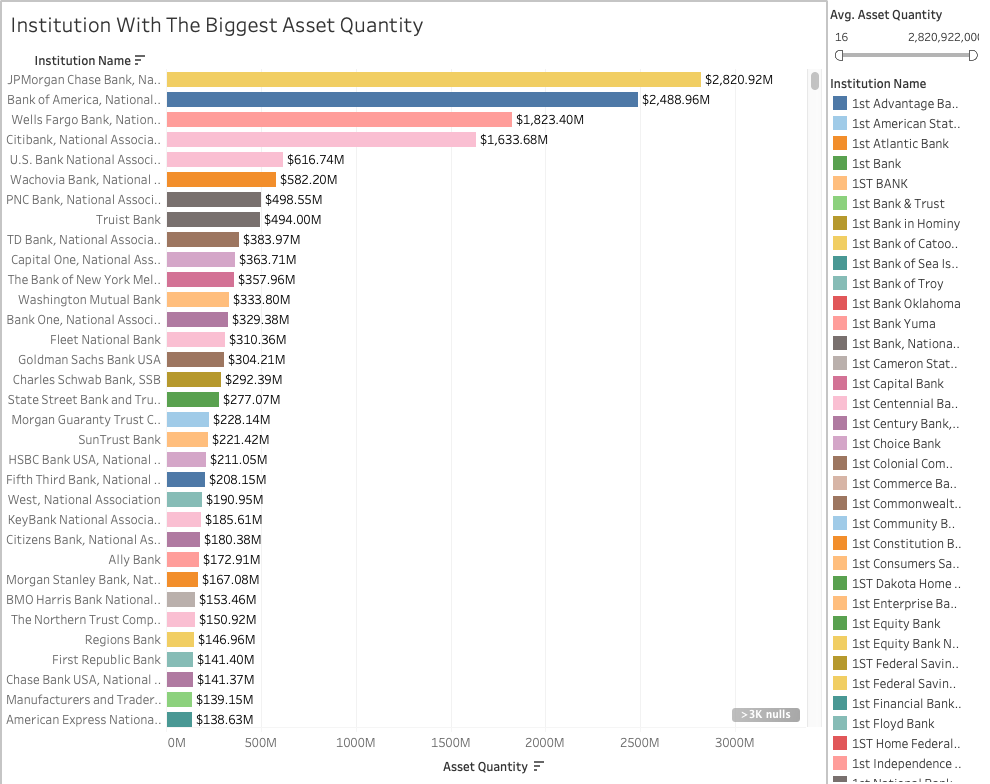 Institution With The Biggest Asset Quantity
Institution Name
JPMorgan Chase Bank, Na.. $2,820.92M
Bank of America, National.. $2,488.96M
Wells Fargo Bank, Nation.. $1,823.40M
Citibank, National Associa.. $1,633.68M
U.S. Bank National Associ.. $616.74M
Wachovia Bank, National .. $582.20M
PNC Bank, National Associ.. $498.55M
Truist Bank $494.00M
TD Bank, National Associa.. $383.97M
Capital One, National Ass.. $363.71M
The Bank of New York Mel.. $357.96M
Washington Mutual Bank $333.80M
Bank One, National Associ.. $329.38M
Fleet National Bank $310.36M
Goldman Sachs Bank USA $304.21M
Charles Schwab Bank, SSB $292.39M
State Street Bank and Tru.. $277.07M
Morgan Guaranty Trust C.. $228.14M
SunTrust Bank $221.42M
HSBC Bank USA, National .. $211.05M
Fifth Third Bank, National .. $208.15M
West, National Association $190.95M
KeyBank National Associa.. $185.61M
Citizens Bank, National As.. $180.38M
Ally Bank $172.91M
Morgan Stanley Bank, Nat.. $167.08M
BMO Harris Bank National.. $153.46M
The Northern Trust Comp.. $150.92M
Regions Bank $146.96M
First Republic Bank $141.40M
Chase Bank USA, National .. $141.37M
Manufacturers and Trader.. $139.15M
American Express Nationa.. $138.63M
>3K nulls
0M 500M 1000M 1500M 2000M 2500M 3000M
Asset Quantity
Avg. Asset Quantity
16 2,820,922,00
Institution Name
1st Advantage Ba..
1st American Stat..
1st Atlantic Bank
1st Bank
1ST BANK
1st Bank & Trust
1st Bank in Hominy
1st Bank of Catoo..
1st Bank of Sea Is..
1st Bank of Troy
1st Bank Oklahoma
1st Bank Yuma
1st Bank, Nationa..
1st Cameron Stat..
1st Capital Bank
1st Centennial Ba..
1st Century Bank,..
1st Choice Bank
1st Colonial Com..
1st Commerce Ba..
1st Commonwealt..
1st Community B..
1st Constitution B..
1st Consumers Sa..
1ST Dakota Home ..
1st Enterprise Ba..
1st Equity Bank
1st Equity Bank N..
1ST Federal Savin..
1st Federal Savin..
1st Financial Bank..
1st Floyd Bank
1ST Home Federal..
1st Independence ..